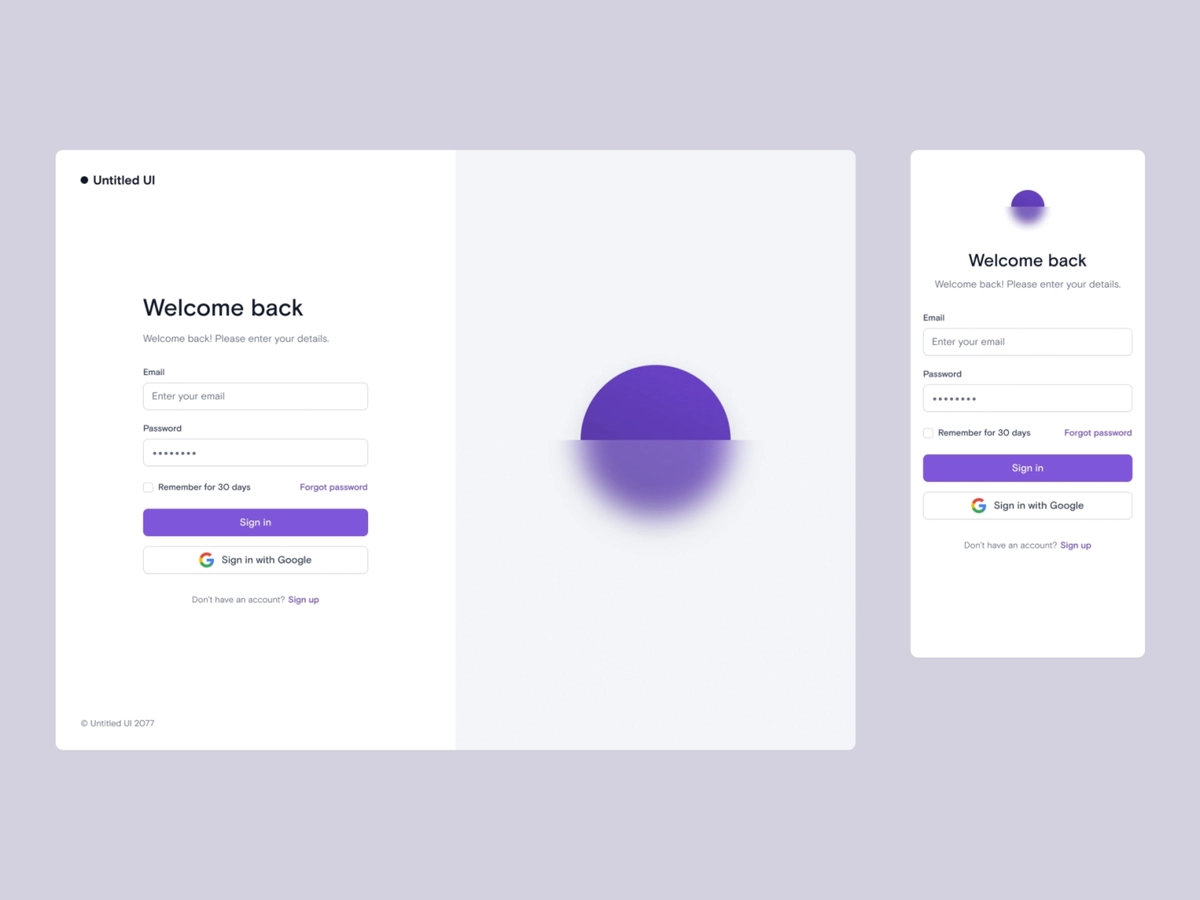 Untitled UI
Welcome back
Welcome back! Please enter your details.
Email
Enter your email
Password
••••••••
Remember for 30 days
Forgot password
Sign in
Sign in with Google
Don't have an account? Sign up
© Untitled UI 2077
Welcome back
Welcome back! Please enter your details.
Email
Enter your email
Password
••••••••
Remember for 30 days
Forgot password
Sign in
Sign in with Google
Don't have an account? Sign up